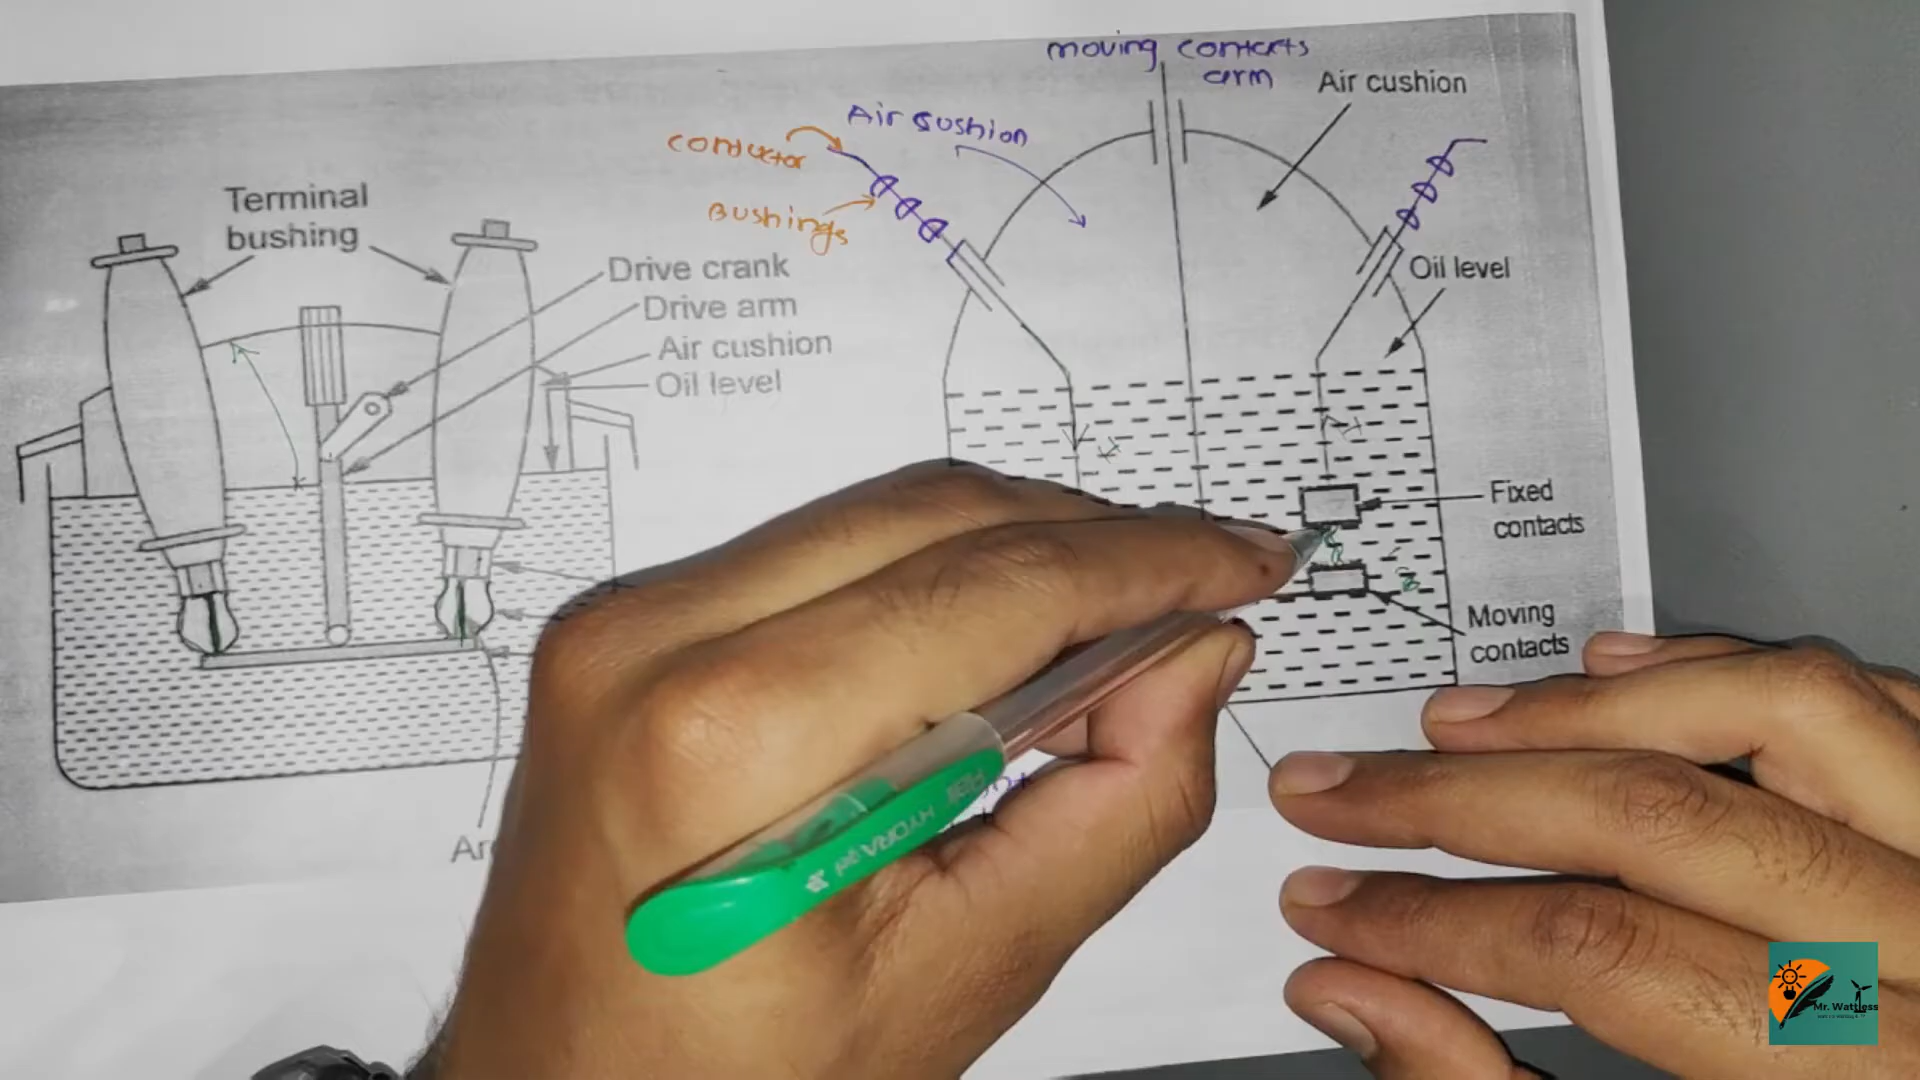 moving contacts
arm
Air cushion
Air Sushion
contuctor
Bushings
Terminal
bushing
Drive crank
Drive arm
Air cushion
Oil level
Oil level
Fixed
contacts
Moving
contacts
HYDRA gel
Mr. Wattless